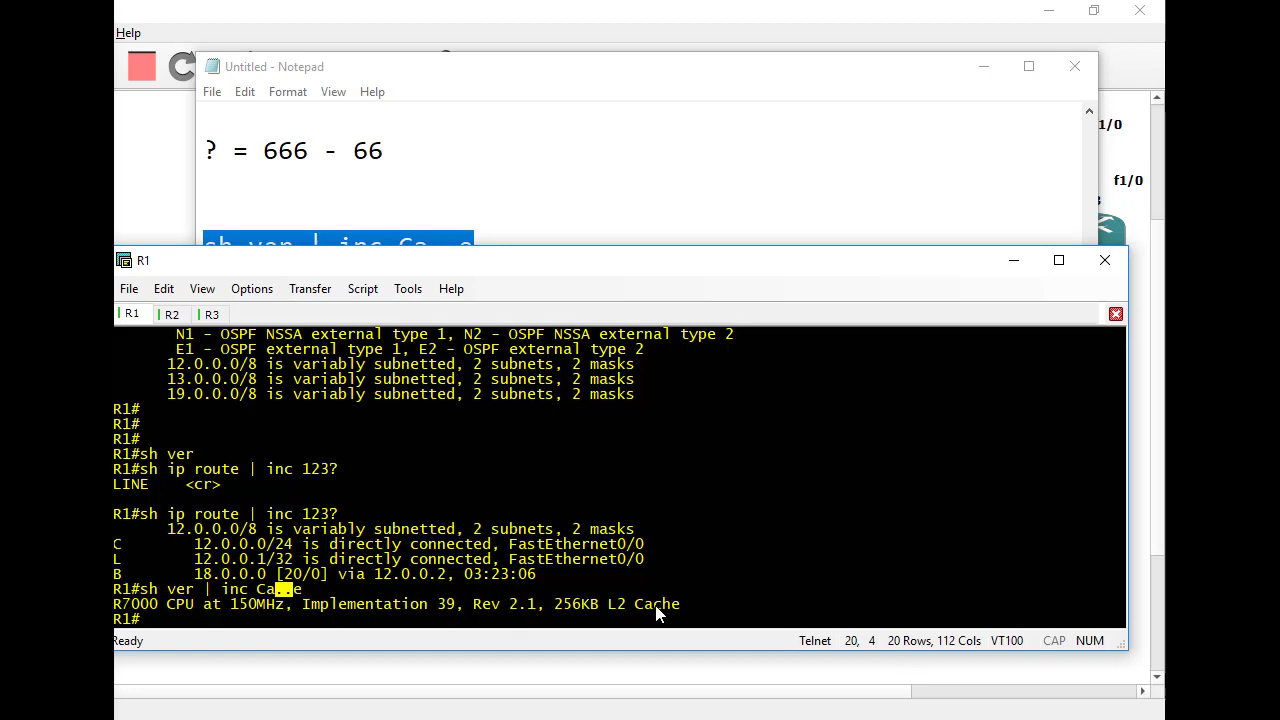 Help
Untitled - Notepad
File Edit Format View Help
1/0
? = 666 - 66
f1/0
3
sh ver | inc Ca..e
R1
File Edit View Options Transfer Script Tools Help
R1 R2 R3
N1 - OSPF NSSA external type 1, N2 - OSPF NSSA external type 2
E1 - OSPF external type 1, E2 - OSPF external type 2
12.0.0.0/8 is variably subnetted, 2 subnets, 2 masks
13.0.0.0/8 is variably subnetted, 2 subnets, 2 masks
19.0.0.0/8 is variably subnetted, 2 subnets, 2 masks
R1#
R1#
R1#
R1#sh ver
R1#sh ip route | inc 123?
LINE <cr>
R1#sh ip route | inc 123?
12.0.0.0/8 is variably subnetted, 2 subnets, 2 masks
C 12.0.0.0/24 is directly connected, FastEthernet0/0
L 12.0.0.1/32 is directly connected, FastEthernet0/0
B 18.0.0.0 [20/0] via 12.0.0.2, 03:23:06
R1#sh ver | inc Ca..e
R7000 CPU at 150MHz, Implementation 39, Rev 2.1, 256KB L2 Cache
R1#
Ready Telnet 20, 4 20 Rows, 112 Cols VT100 CAP NUM